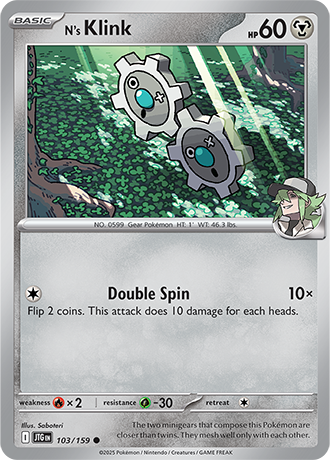 BASIC
N's Klink HP 60
NO. 0599 Gear Pokémon HT: 1' WT: 46.3 lbs.
Double Spin 10×
Flip 2 coins. This attack does 10 damage for each heads.
weakness ×2 resistance -30 retreat
Illus. Saboteri
I JTG EN 103/159
The two minigears that compose this Pokémon
are closer than twins. They mesh well only with each other.
©2025 Pokémon / Nintendo / Creatures / GAME FREAK